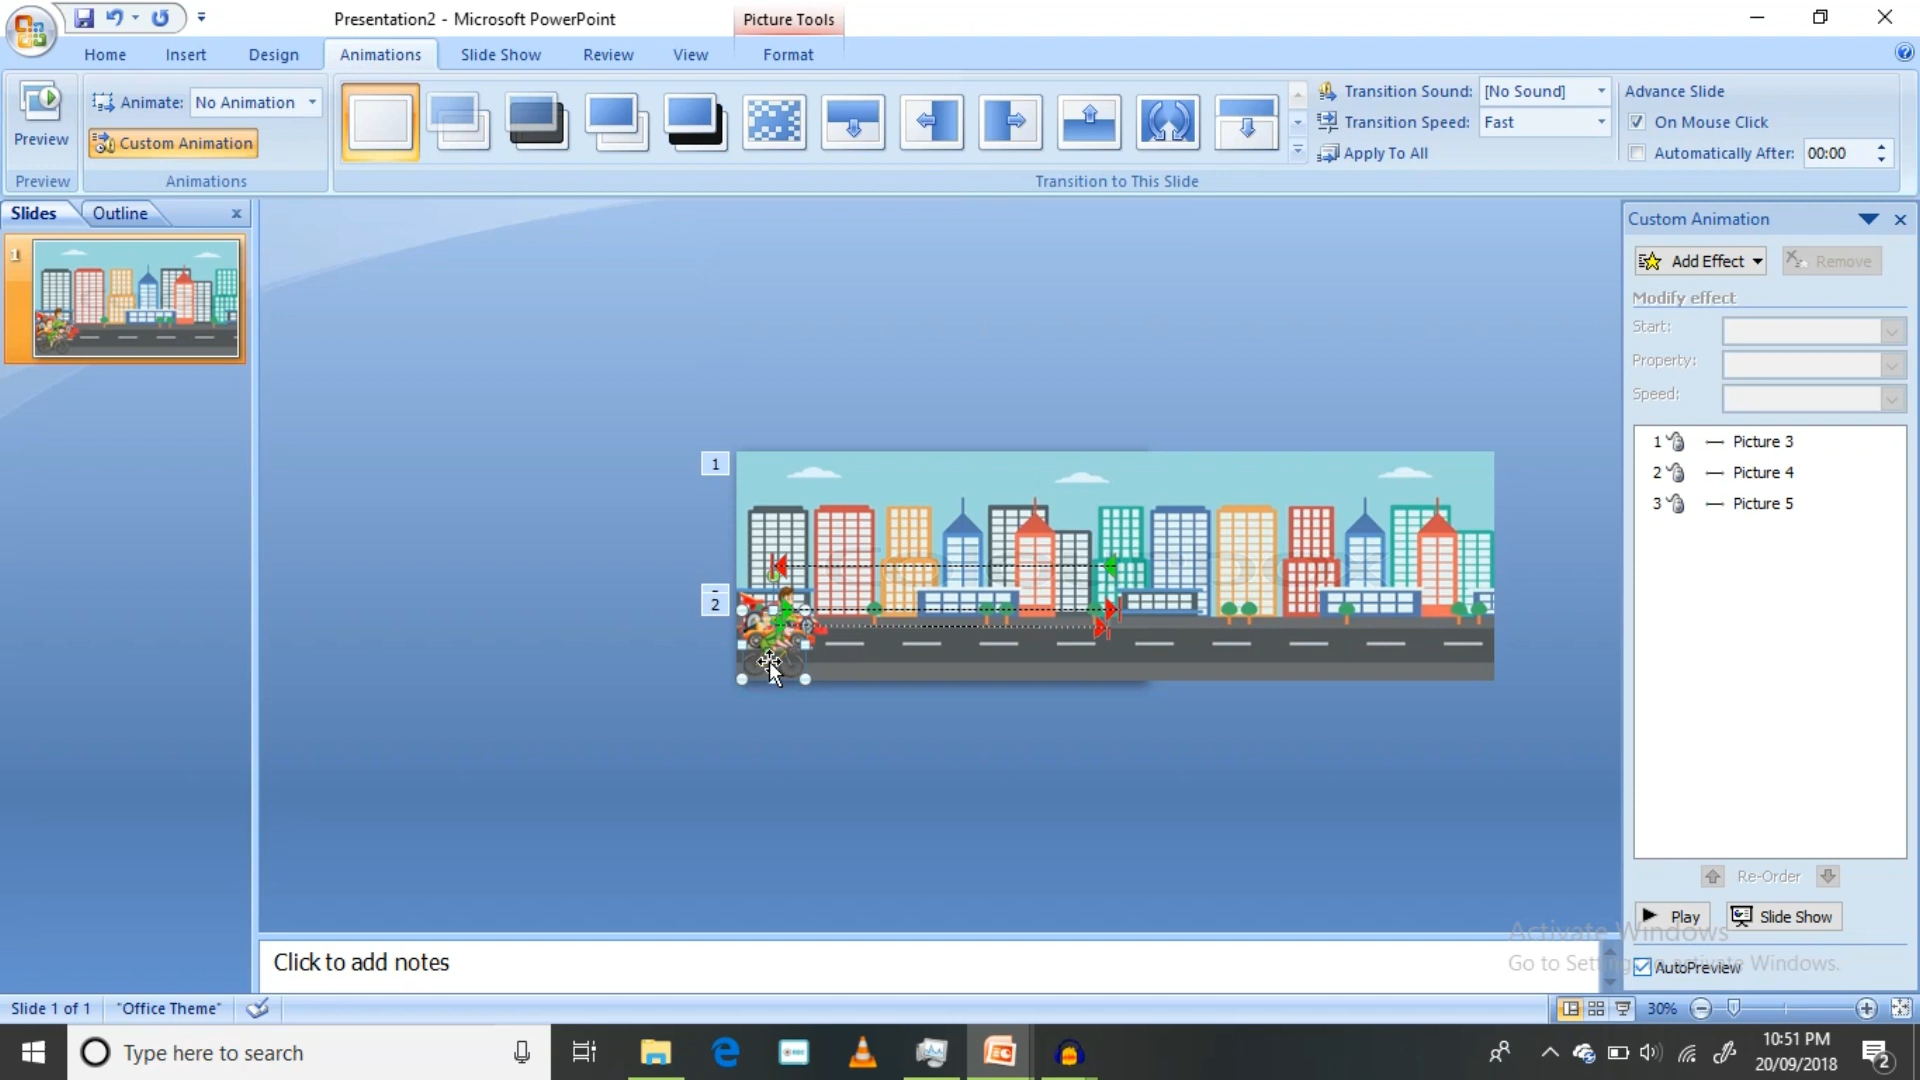 Presentation2 - Microsoft PowerPoint
Picture Tools
Home
Insert
Design
Animations
Slide Show
Review
View
Format
Preview
Preview
Animate: No Animation
Custom Animation
Animations
Transition to This Slide
Transition Sound: [No Sound]
Transition Speed: Fast
Apply To All
Advance Slide
On Mouse Click
Automatically After: 00:00
Slides
Outline
1
1
2
Custom Animation
Add Effect
Remove
Modify effect
Start:
Property:
Speed:
1 Picture 3
2 Picture 4
3 Picture 5
Re-Order
Play
Slide Show
AutoPreview
Activate Windows
Go to Settings to activate Windows.
Click to add notes
Slide 1 of 1
"Office Theme"
30%
Type here to search
10:51 PM
20/09/2018
2